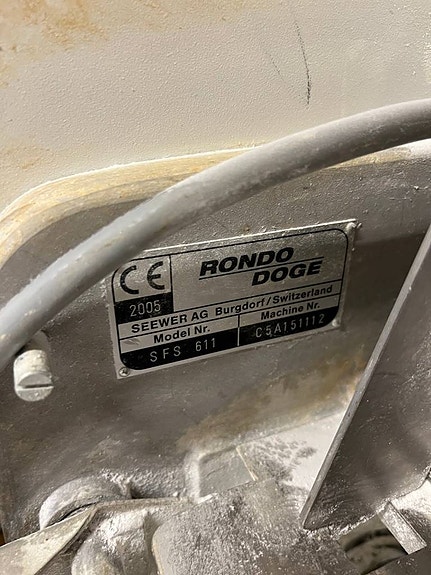 CE
RONDO
DOGE
2005
SEEWER AG Burgdorf/Switzerland
Model Nr. Machine Nr.
SFS 611 C5A151112